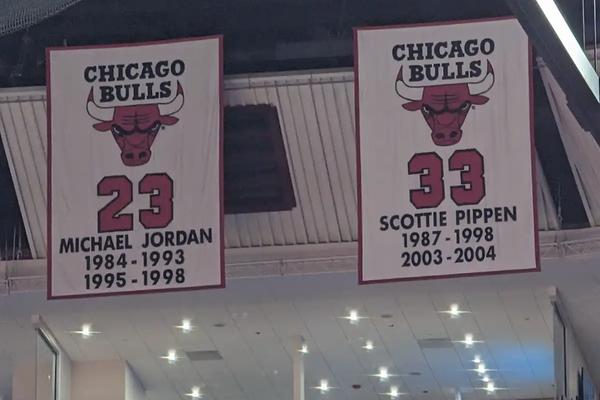 CHICAGO
BULLS
23
MICHAEL JORDAN
1984-1993
1995-1998
CHICAGO
BULLS
33
SCOTTIE PIPPEN
1987-1998
2003-2004